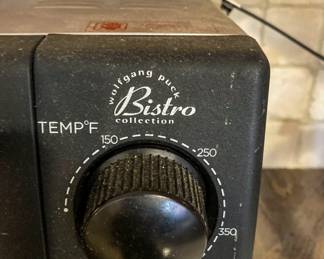 wolfgang puck
Bistro
collection
TEMP°F
150
250
350